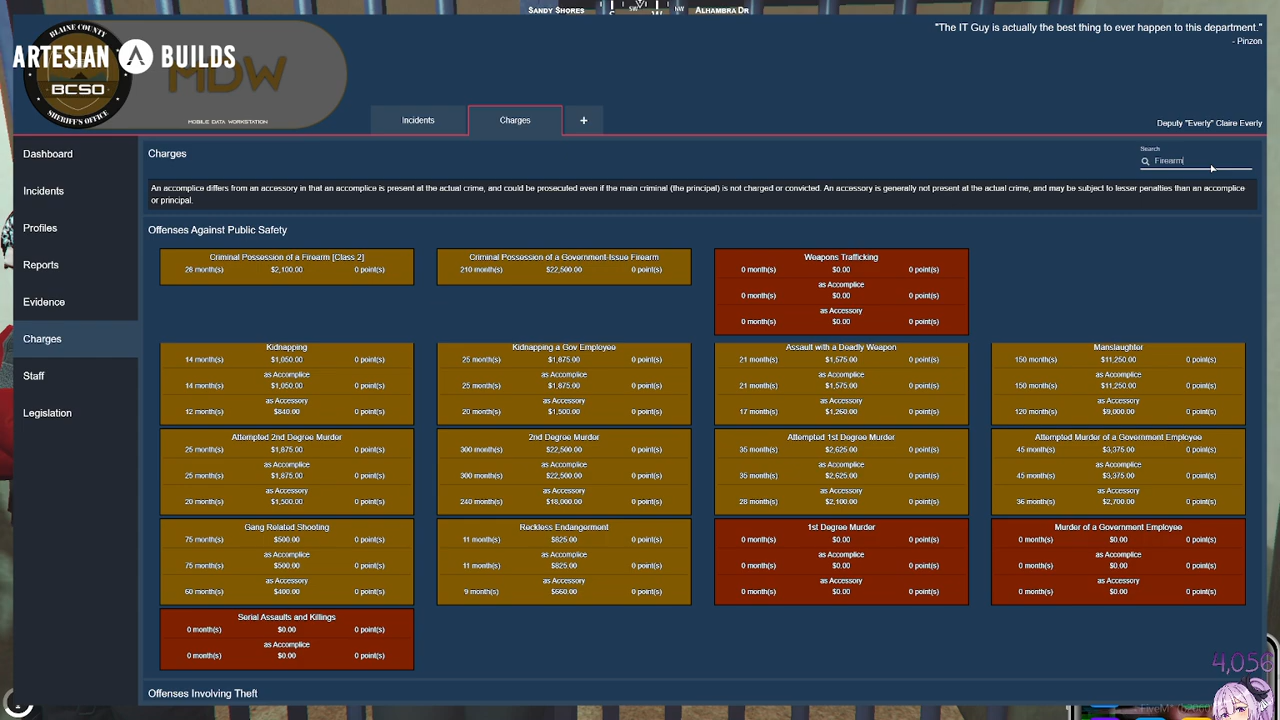 SANDY SHORES
SW
NW
ALHAMBRA DR
"The IT Guy is actually the best thing to ever happen to this department."
- Pinzon
BLAINE COUNTY
BCSO
SHERIFF'S OFFICE
ARTESIAN BUILDS
MDW
MOBILE DATA WORKSTATION
Incidents
Charges
+
Deputy "Everly" Claire Everly
Dashboard
Incidents
Profiles
Reports
Evidence
Charges
Staff
Legislation
Charges
Search
Firearm
An accomplice differs from an accessory in that an accomplice is present at the actual crime, and could be prosecuted even if the main criminal (the principal) is not charged or convicted. An accessory is generally not present at the actual crime, and may be subject to lesser penalties than an accomplice
or principal.
Offenses Against Public Safety
Criminal Possession of a Firearm [Class 2]
28 month(s) $2,100.00 0 point(s)
Criminal Possession of a Government-Issue Firearm
210 month(s) $22,500.00 0 point(s)
Weapons Trafficking
0 month(s) $0.00 0 point(s)
as Accomplice
0 month(s) $0.00 0 point(s)
as Accessory
0 month(s) $0.00 0 point(s)
Kidnapping
14 month(s) $1,050.00 0 point(s)
as Accomplice
14 month(s) $1,050.00 0 point(s)
as Accessory
12 month(s) $840.00 0 point(s)
Kidnapping a Gov Employee
25 month(s) $1,875.00 0 point(s)
as Accomplice
25 month(s) $1,875.00 0 point(s)
as Accessory
20 month(s) $1,500.00 0 point(s)
Assault with a Deadly Weapon
21 month(s) $1,575.00 0 point(s)
as Accomplice
21 month(s) $1,575.00 0 point(s)
as Accessory
17 month(s) $1,260.00 0 point(s)
Manslaughter
150 month(s) $11,250.00 0 point(s)
as Accomplice
150 month(s) $11,250.00 0 point(s)
as Accessory
120 month(s) $9,000.00 0 point(s)
Attempted 2nd Degree Murder
25 month(s) $1,875.00 0 point(s)
as Accomplice
25 month(s) $1,875.00 0 point(s)
as Accessory
20 month(s) $1,500.00 0 point(s)
2nd Degree Murder
300 month(s) $22,500.00 0 point(s)
as Accomplice
300 month(s) $22,500.00 0 point(s)
as Accessory
240 month(s) $18,000.00 0 point(s)
Attempted 1st Degree Murder
35 month(s) $2,625.00 0 point(s)
as Accomplice
35 month(s) $2,625.00 0 point(s)
as Accessory
28 month(s) $2,100.00 0 point(s)
Attempted Murder of a Government Employee
45 month(s) $3,375.00 0 point(s)
as Accomplice
45 month(s) $3,375.00 0 point(s)
as Accessory
36 month(s) $2,700.00 0 point(s)
Gang Related Shooting
75 month(s) $500.00 0 point(s)
as Accomplice
75 month(s) $500.00 0 point(s)
as Accessory
60 month(s) $400.00 0 point(s)
Reckless Endangerment
11 month(s) $825.00 0 point(s)
as Accomplice
11 month(s) $825.00 0 point(s)
as Accessory
9 month(s) $660.00 0 point(s)
1st Degree Murder
0 month(s) $0.00 0 point(s)
as Accomplice
0 month(s) $0.00 0 point(s)
as Accessory
0 month(s) $0.00 0 point(s)
Murder of a Government Employee
0 month(s) $0.00 0 point(s)
as Accomplice
0 month(s) $0.00 0 point(s)
as Accessory
0 month(s) $0.00 0 point(s)
Serial Assaults and Killings
0 month(s) $0.00 0 point(s)
as Accomplice
0 month(s) $0.00 0 point(s)
Offenses Involving Theft
4,056
FiveM